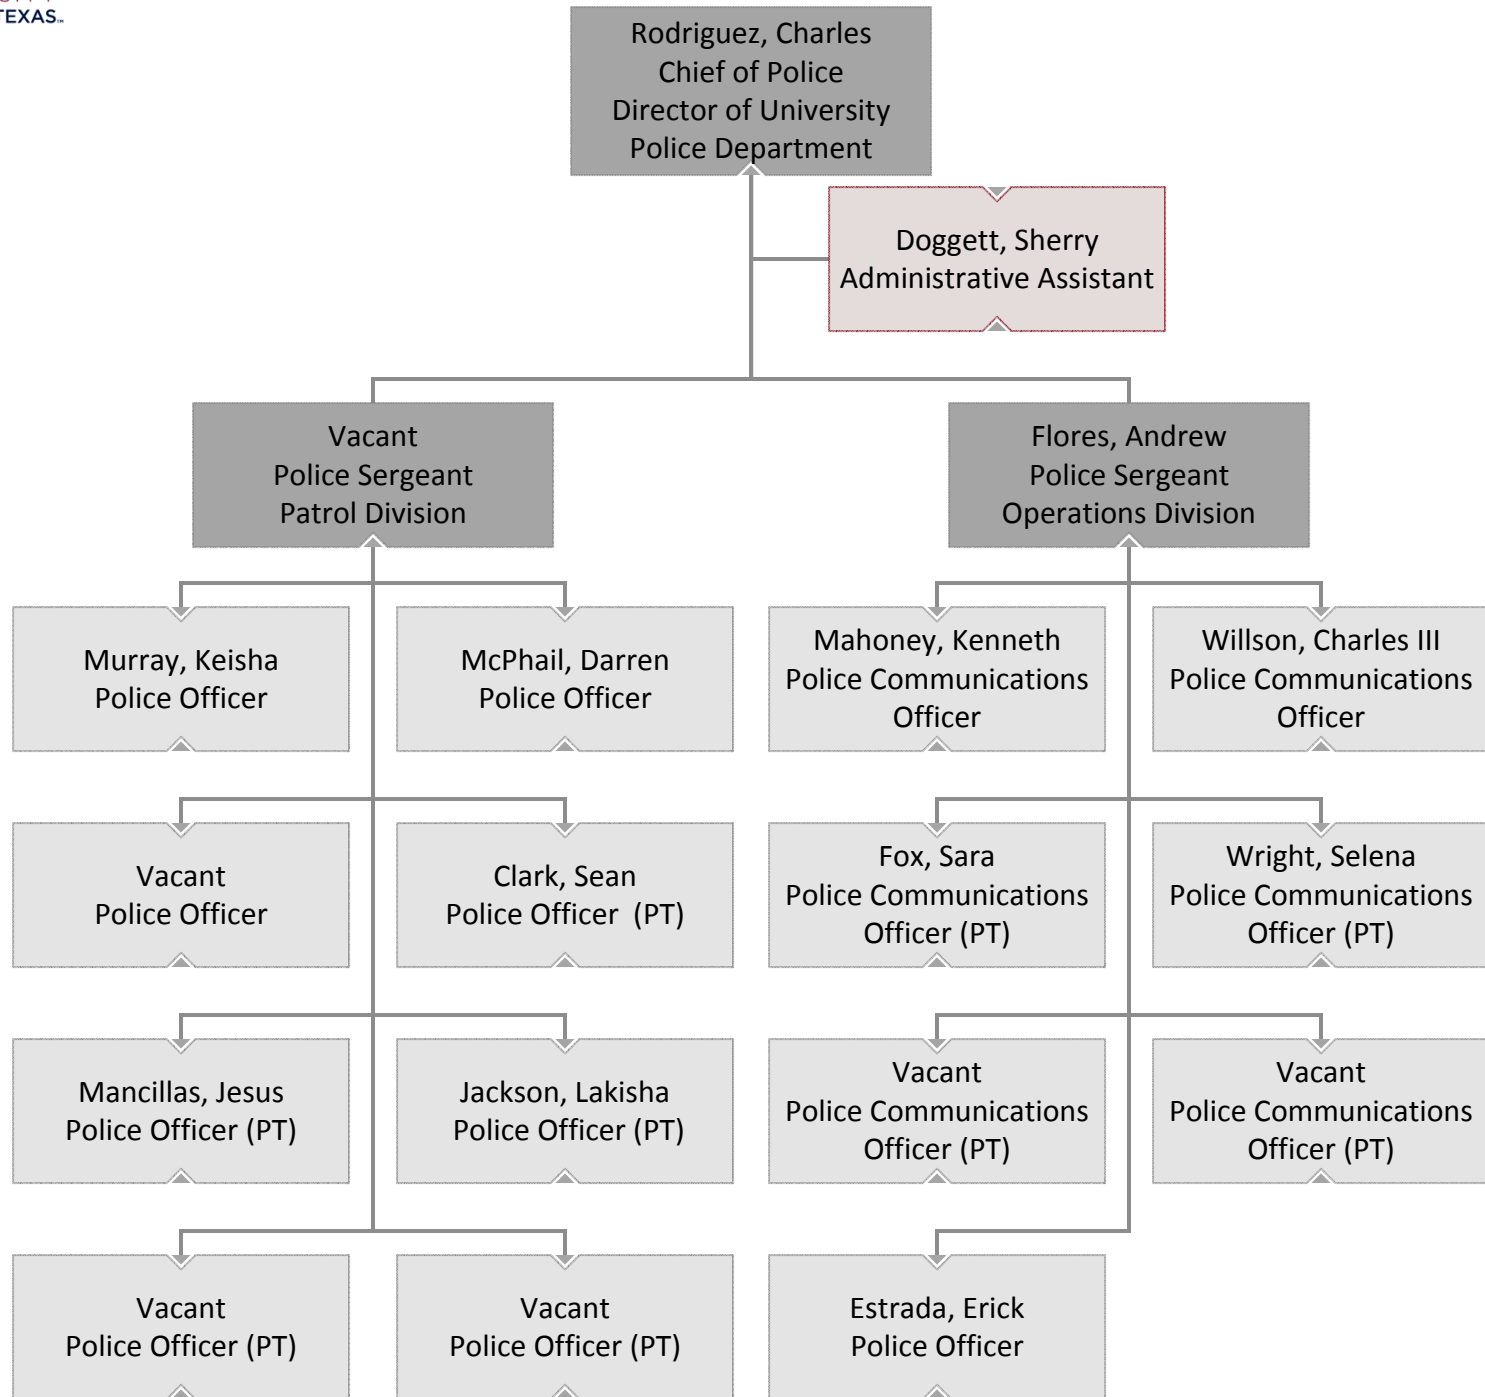 TEXAS
Rodriguez, Charles
Chief of Police
Director of University
Police Department
Doggett, Sherry
Administrative Assistant
Vacant
Police Sergeant
Patrol Division
Flores, Andrew
Police Sergeant
Operations Division
Murray, Keisha
Police Officer
McPhail, Darren
Police Officer
Mahoney, Kenneth
Police Communications
Officer
Willson, Charles III
Police Communications
Officer
Vacant
Police Officer
Clark, Sean
Police Officer  (PT)
Fox, Sara
Police Communications
Officer (PT)
Wright, Selena
Police Communications
Officer (PT)
Mancillas, Jesus
Police Officer (PT)
Jackson, Lakisha
Police Officer (PT)
Vacant
Police Communications
Officer (PT)
Vacant
Police Communications
Officer (PT)
Vacant
Police Officer (PT)
Vacant
Police Officer (PT)
Estrada, Erick
Police Officer